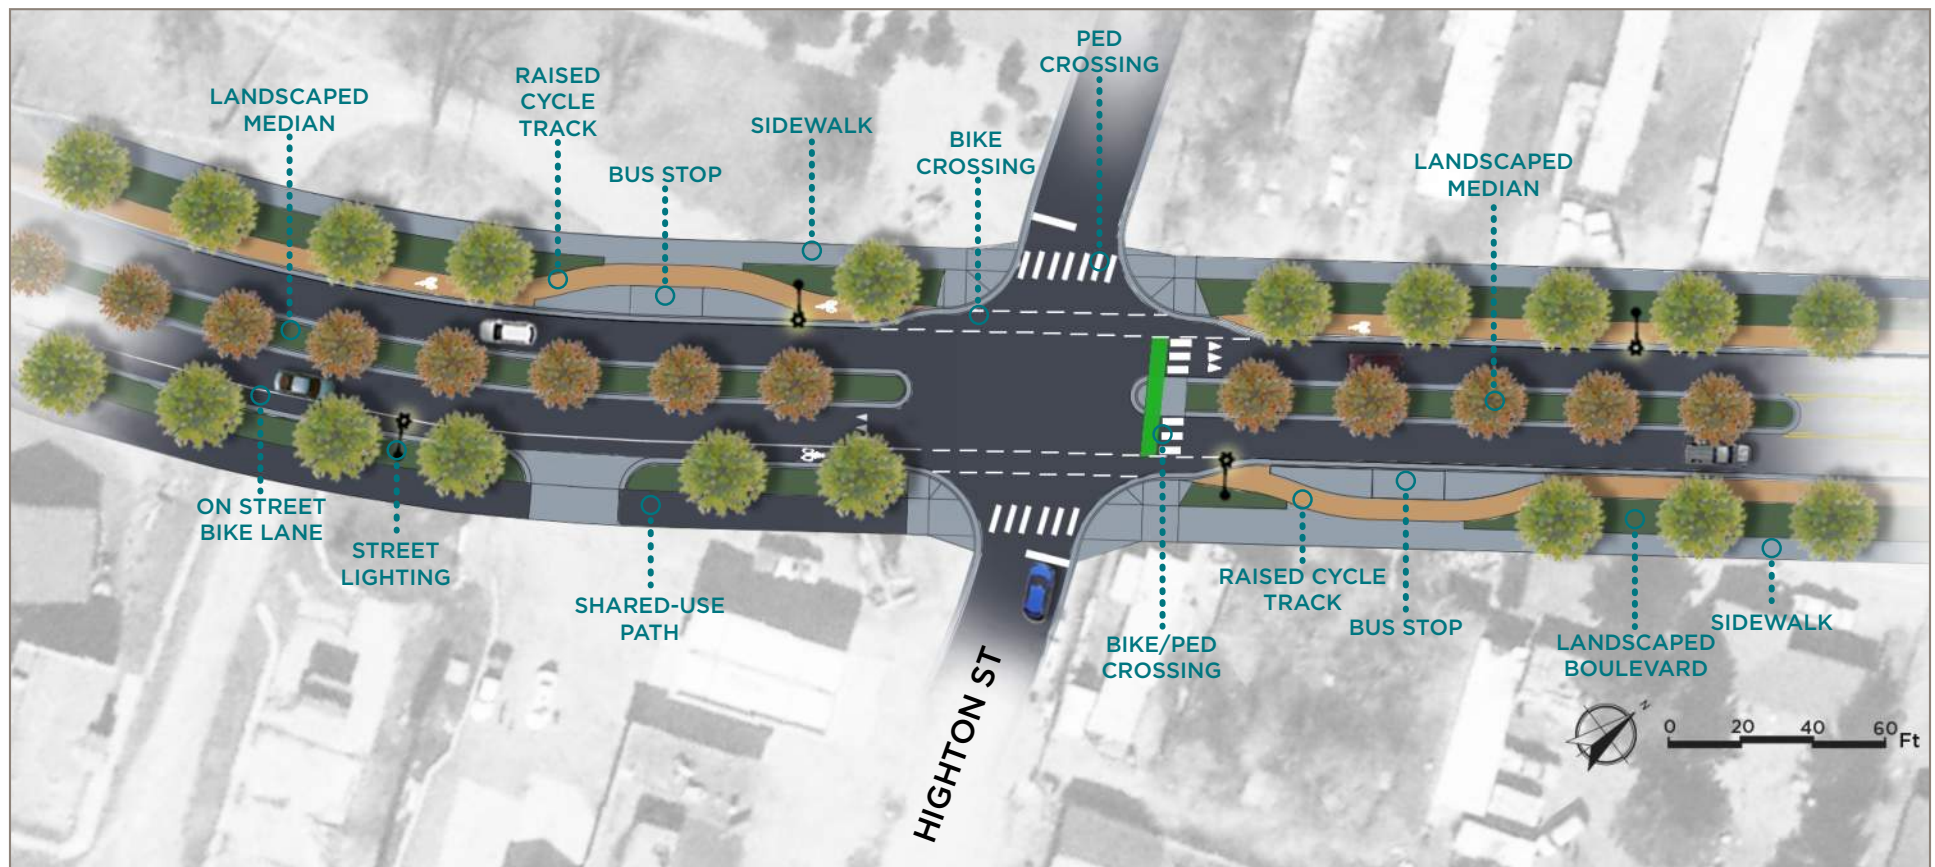 PED
CROSSING
RAISED
CYCLE
TRACK
LANDSCAPED
MEDIAN
SIDEWALK
BIKE
CROSSING
BUS STOP
LANDSCAPED
MEDIAN
ON STREET
BIKE LANE
STREET
LIGHTING
SHARED-USE
PATH
HIGHTON ST
BIKE/PED
CROSSING
RAISED CYCLE
TRACK
BUS STOP
LANDSCAPED
BOULEVARD
SIDEWALK
N
0 20 40 60 Ft